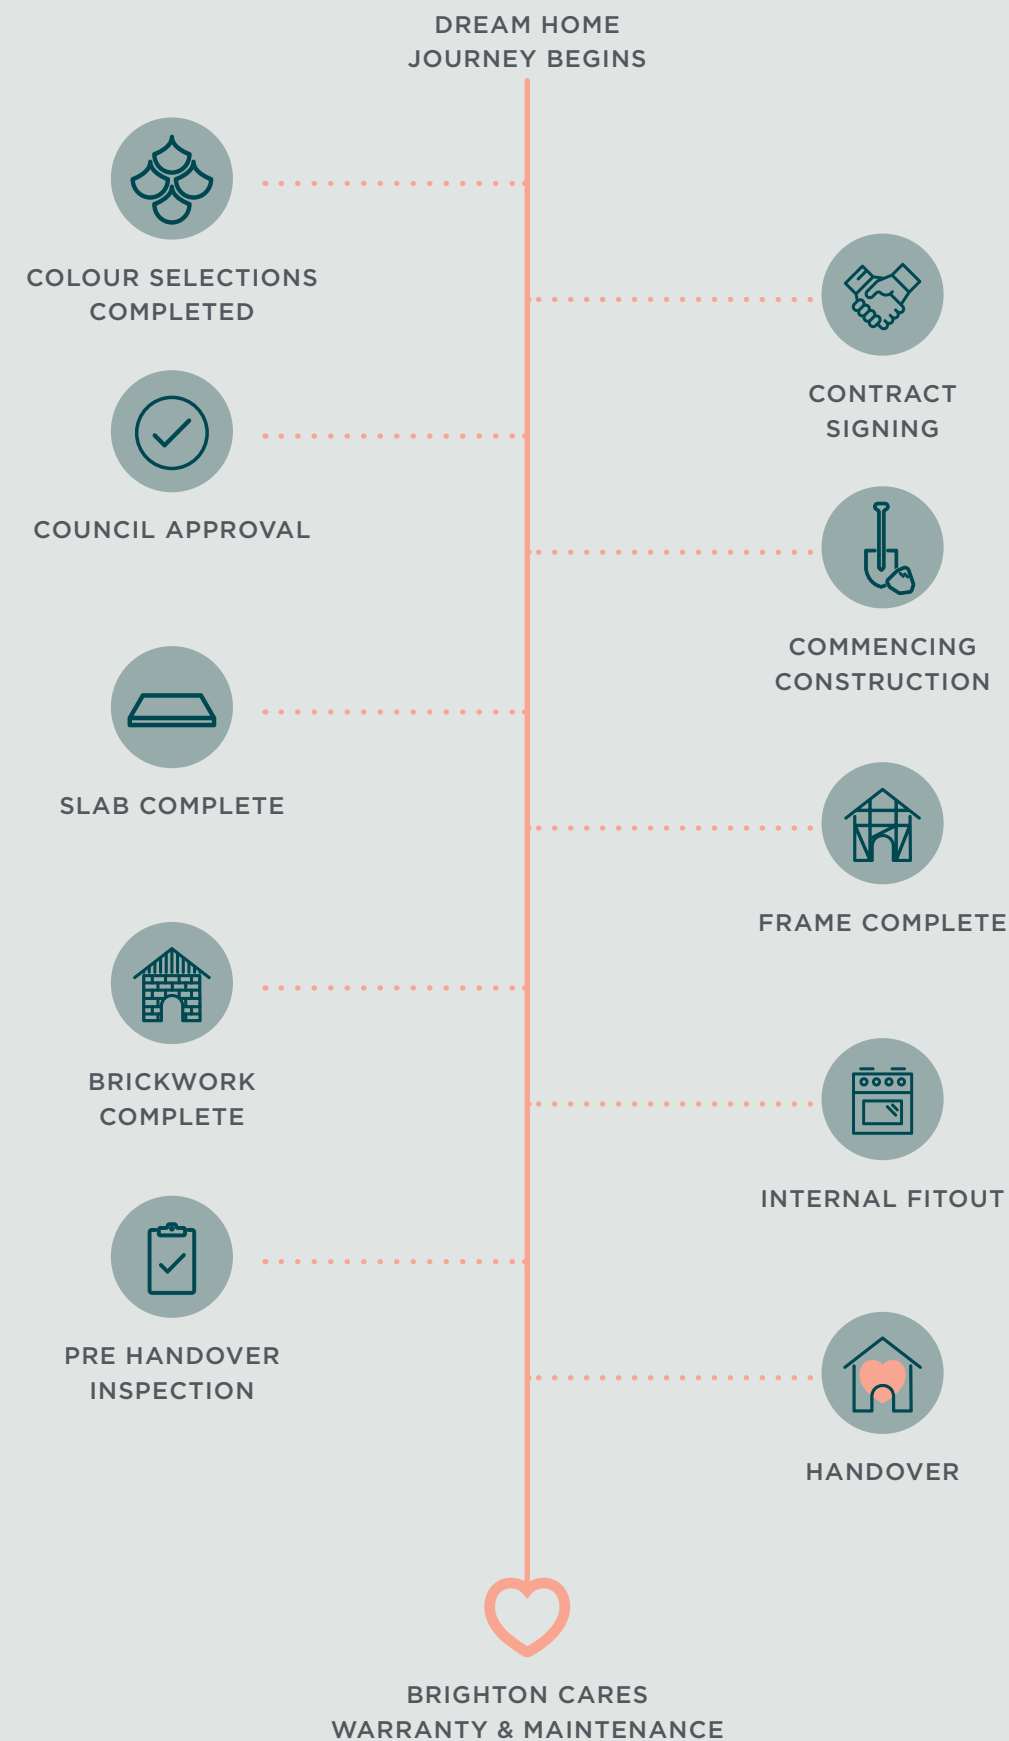 DREAM HOME
JOURNEY BEGINS
COLOUR SELECTIONS
COMPLETED
CONTRACT
SIGNING
COUNCIL APPROVAL
COMMENCING
CONSTRUCTION
SLAB COMPLETE
FRAME COMPLETE
BRICKWORK
COMPLETE
INTERNAL FITOUT
PRE HANDOVER
INSPECTION
HANDOVER
BRIGHTON CARES
WARRANTY & MAINTENANCE